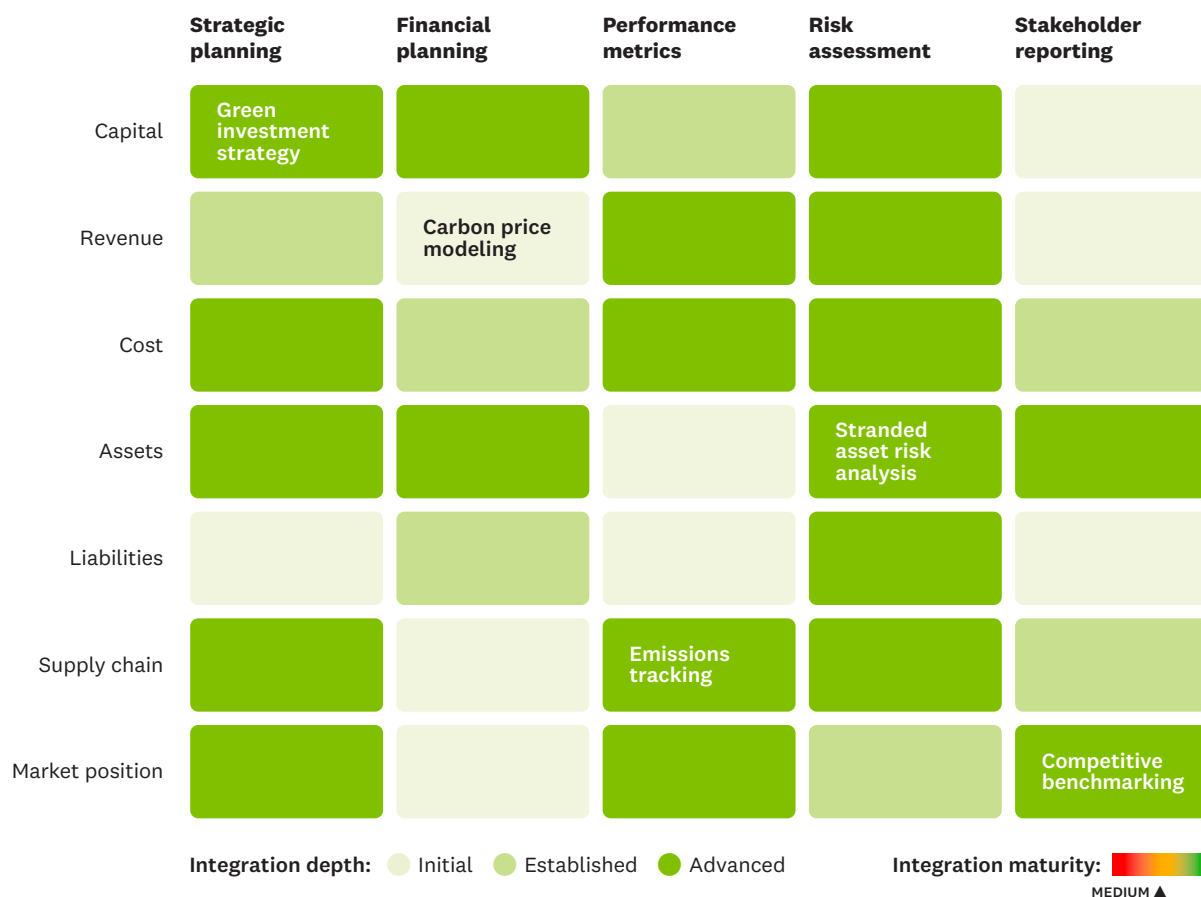 Strategic
planning
Financial
planning
Performance
metrics
Risk
assessment
Stakeholder
reporting
Capital
Green
investment
strategy
Revenue
Carbon price
modeling
Cost
Assets
Stranded
asset risk
analysis
Liabilities
Supply chain
Emissions
tracking
Market position
Competitive
benchmarking
Integration depth: Initial Established Advanced
Integration maturity:
MEDIUM ▲